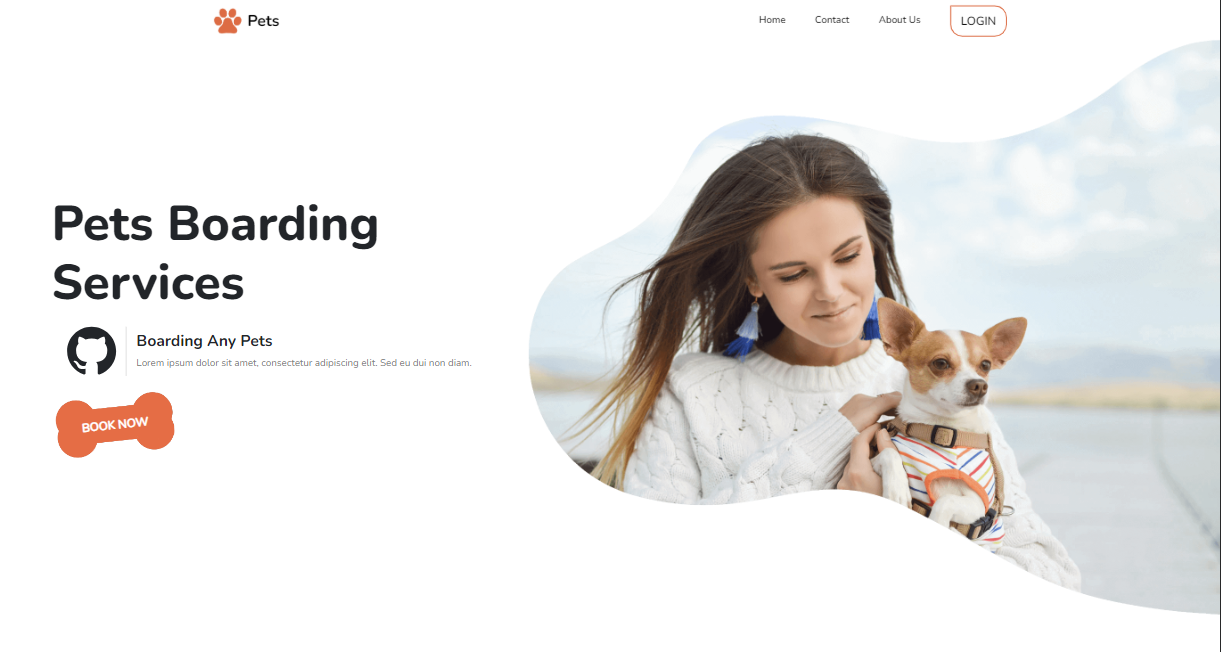 Pets
Home
Contact
About Us
LOGIN
Pets Boarding
Services
Boarding Any Pets
Lorem ipsum dolor sit amet, consectetur adipiscing elit. Sed eu dui non diam.
BOOK NOW